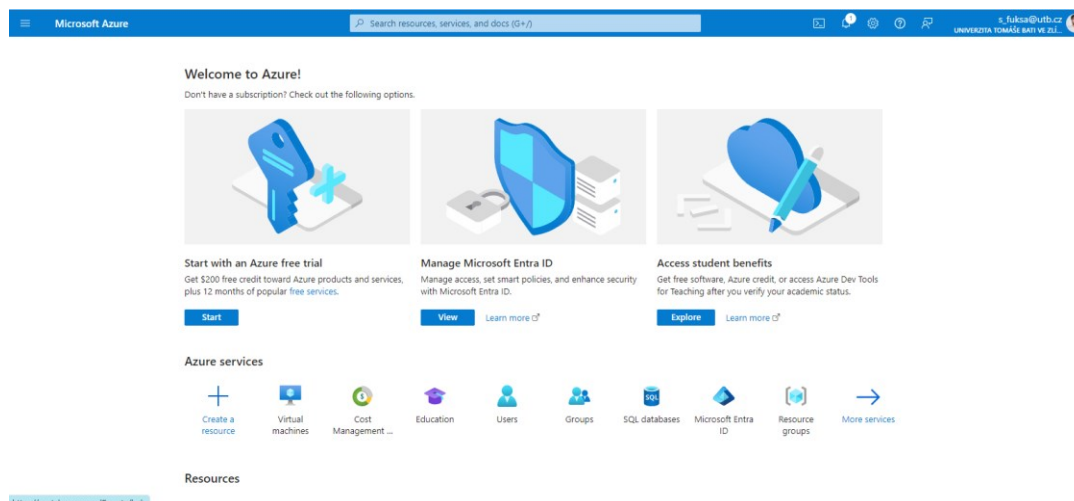 Microsoft Azure
Search resources, services, and docs (G+/)
1
s_fuksa@utb.cz
UNIVERZITA TOMÁŠE BATI VE ZLÍ...
Welcome to Azure!
Don't have a subscription? Check out the following options.
Start with an Azure free trial
Get $200 free credit toward Azure products and services,
plus 12 months of popular free services.
Start
Manage Microsoft Entra ID
Manage access, set smart policies, and enhance security
with Microsoft Entra ID.
View Learn more
Access student benefits
Get free software, Azure credit, or access Azure Dev Tools
for Teaching after you verify your academic status.
Explore Learn more
Azure services
Create a
resource
Virtual
machines
Cost
Management ...
Education
Users
Groups
SQL
SQL databases
Microsoft Entra
ID
Resource
groups
More services
Resources